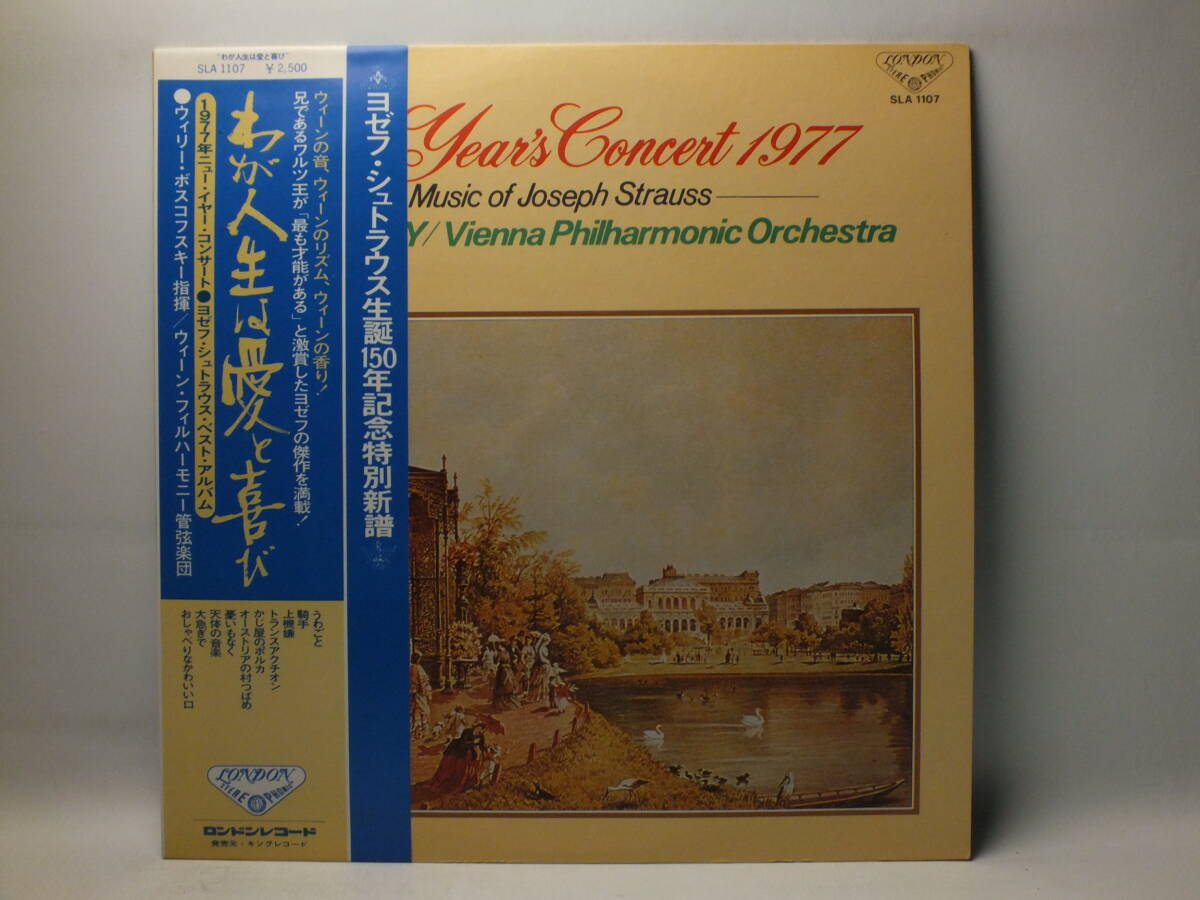 "わが人生は愛と喜び"
SLA 1107 ¥2,500
ウィーンの音、ウィーンのリズム、ウィーンの香り!
兄であるワルツ王が「最も才能がある」と激賞したヨゼフの傑作を満載!
わが人生は愛と喜び
1977年ニュー・イヤー・コンサート●ヨゼフ・シュトラウス・ベスト・アルバム
●ウィリー・ボスコフスキー指揮/ウィーン・フィルハーモニー管弦楽団
うわごと
騎手
上機嫌
トランスアクチオン
かじ屋のポルカ
オーストリアの村つばめ
憂いもなく
天体の音楽
大急ぎで
おしゃべりなかわいい口
LONDON
STEREO PHONIC
ロンドンレコード
発売元・キングレコード
ヨゼフ・シュトラウス生誕150年記念特別新譜
LONDON
STEREO PHONIC
SLA 1107
Year's Concert 1977
Music of Joseph Strauss
Y/Vienna Philharmonic Orchestra